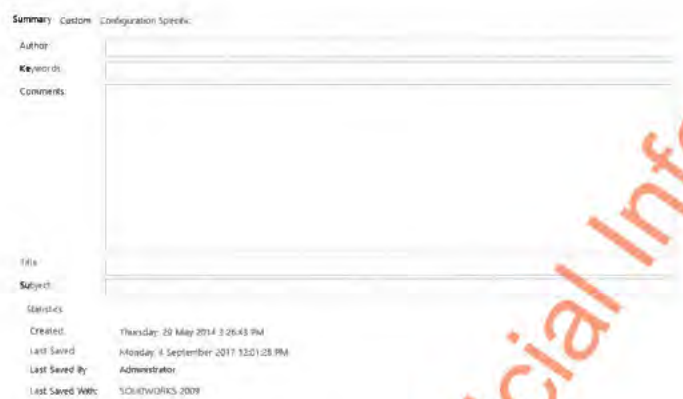 Summary Custom Configuration Specific
Author
Keywords
Comments
Title
Subject
Statistics
Created: Thursday, 29 May 2014 3:26:43 PM
Last Saved: Monday, 4 September 2017 12:01:28 PM
Last Saved By: Administrator
Last Saved With: SOLIDWORKS 2009
cial Info